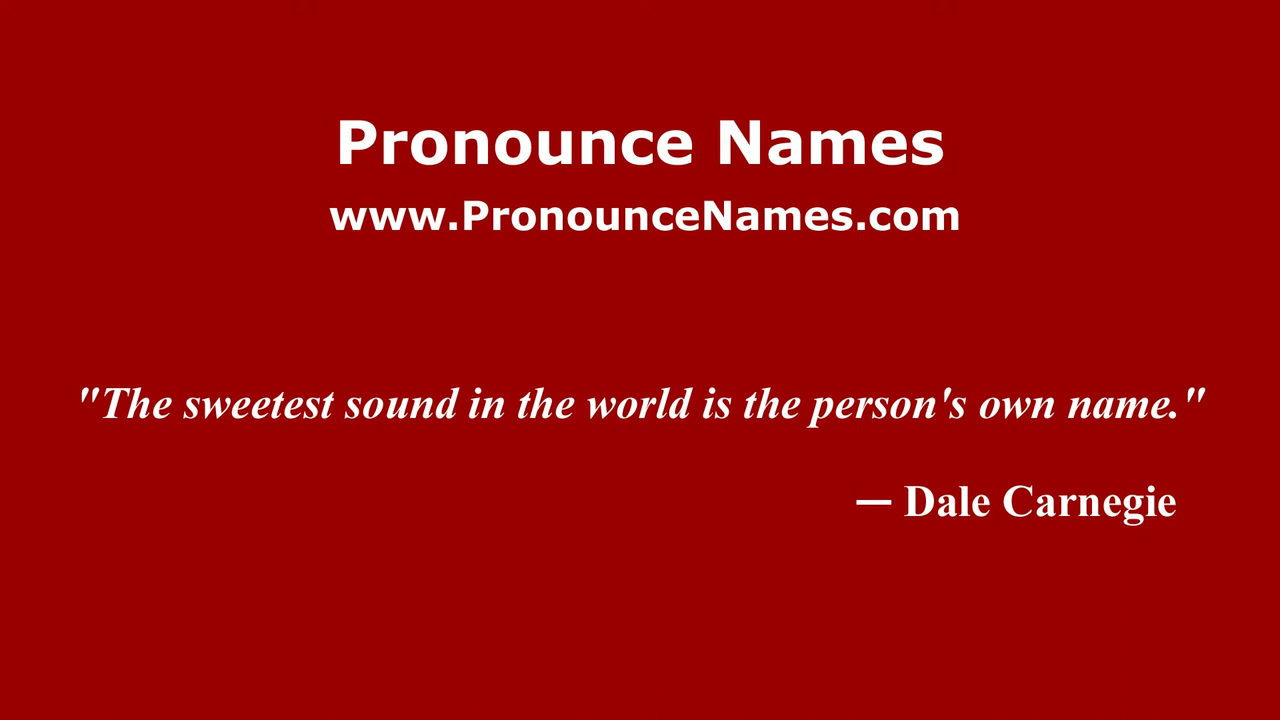 Pronounce Names
www.PronounceNames.com
"The sweetest sound in the world is the person's own name."
— Dale Carnegie